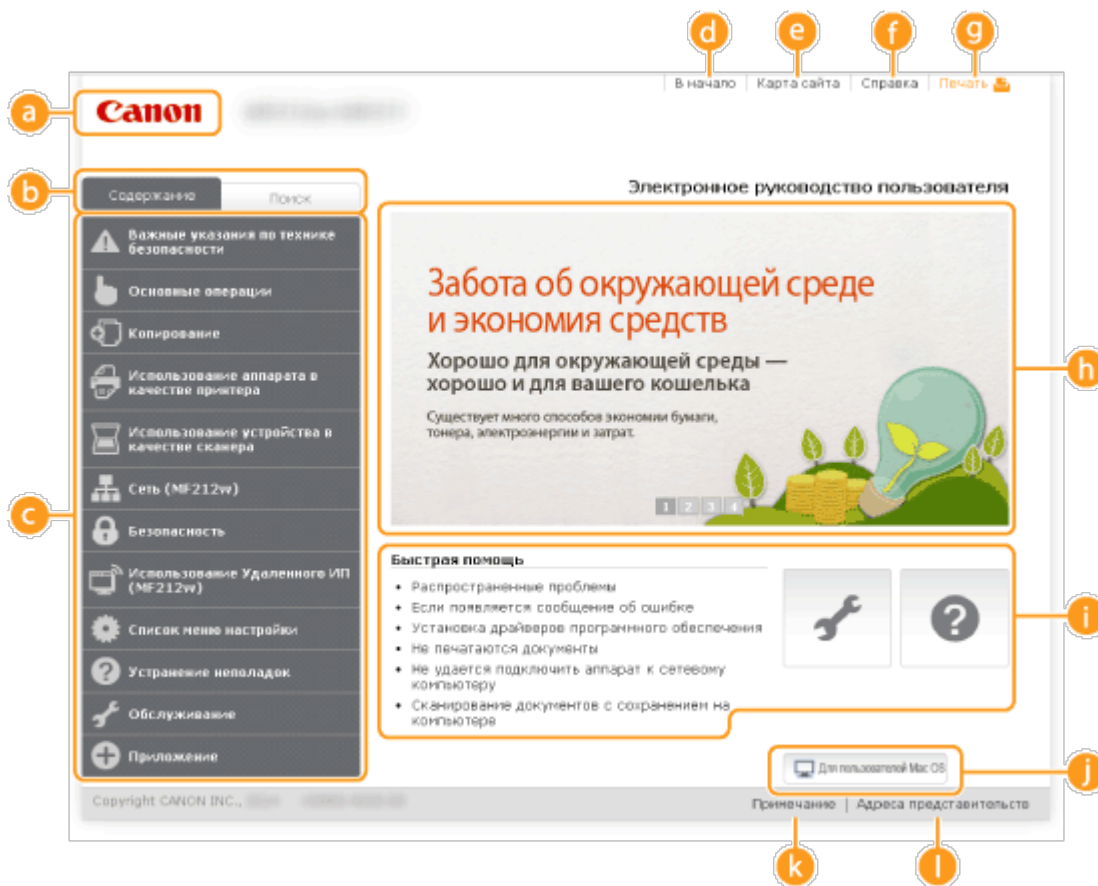 d e f g
В начало | Карта сайта | Справка | Печать
a
Canon
b
Содержание
Поиск
Электронное руководство пользователя
c
Важные указания по технике
безопасности
Основные операции
Копирование
Использование аппарата в
качестве принтера
Использование устройства в
качестве сканера
Сеть (MF212w)
Безопасность
Использование Удаленного ИП
(MF212w)
Список меню настройки
Устранение неполадок
Обслуживание
Приложение
Забота об окружающей среде
и экономия средств
Хорошо для окружающей среды —
хорошо и для вашего кошелька
Существует много способов экономии бумаги,
тонера, электроэнергии и затрат.
1 2 3 4
h
Быстрая помощь
• Распространенные проблемы
• Если появляется сообщение об ошибке
• Установка драйверов программного обеспечения
• Не печатаются документы
• Не удается подключить аппарат к сетевому
компьютеру
• Сканирование документов с сохранением на
компьютере
i
Для пользователей Mac OS
j
Copyright CANON INC.,
Примечание | Адреса представительств
k l